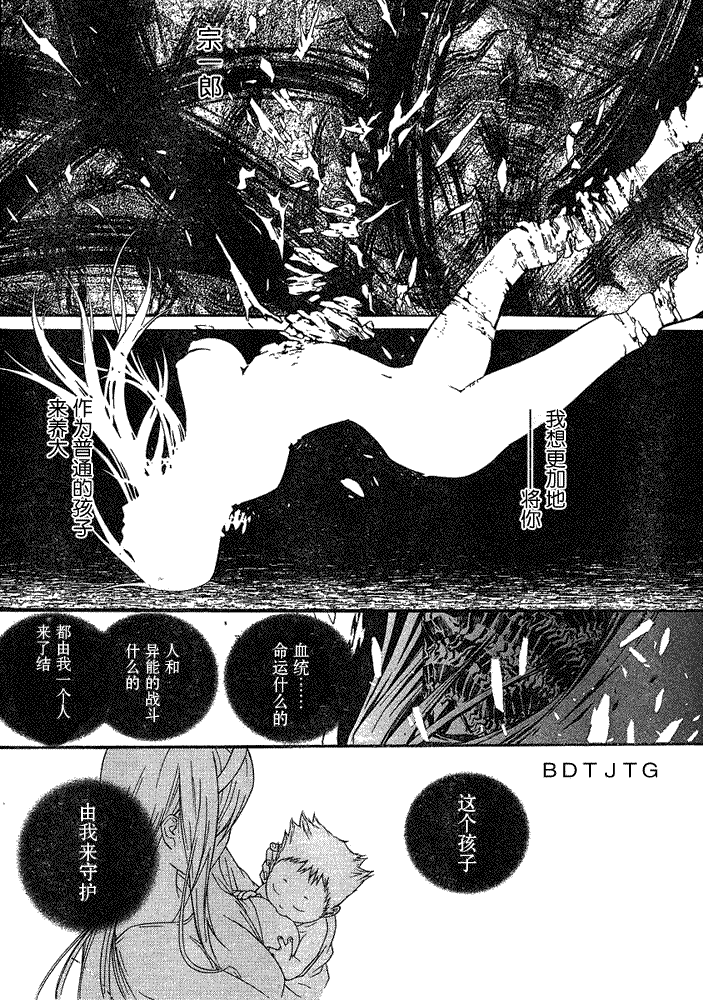 宗一郎
我想更加地
——将你
作为普通的孩子
来养大
血统……
命运什么的
人和
异能的战斗
什么的
都由我一个人
来了结
BDTJTG
这个孩子
由我来守护